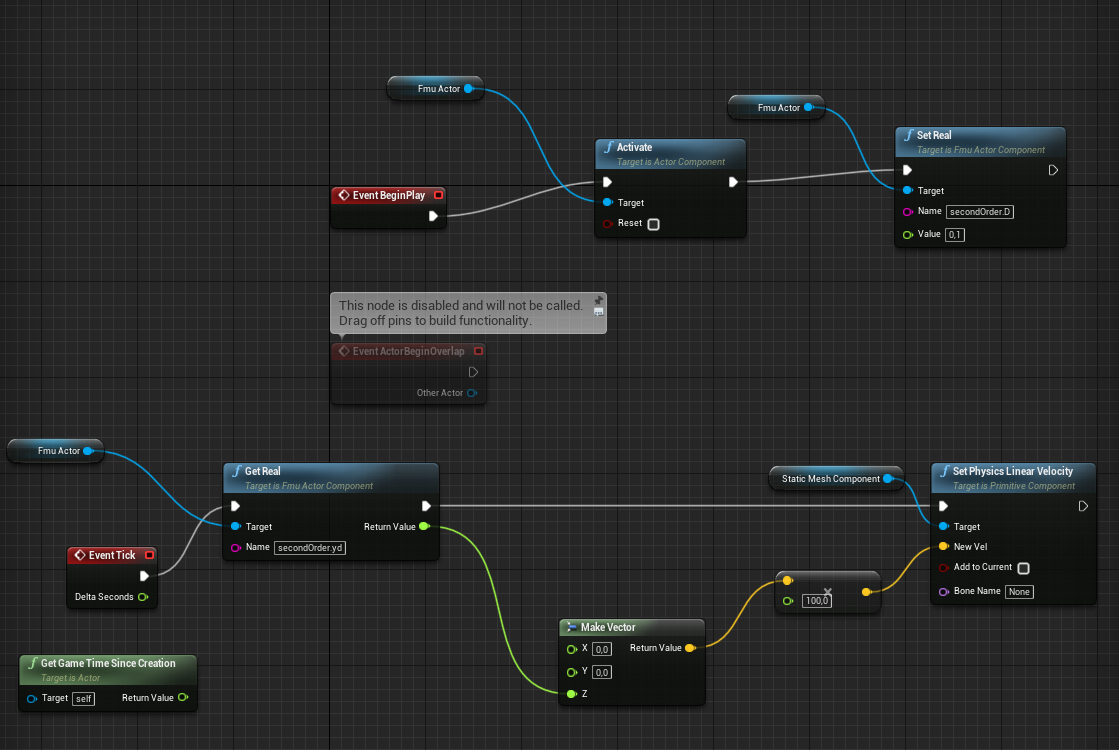 Fmu Actor
Fmu Actor
Set Real
Target is Fmu Actor Component
Activate
Target is Actor Component
Event BeginPlay
Target
Target
Name secondOrder.D
Reset
Value 0,1
This node is disabled and will not be called.
Drag off pins to build functionality.
Event ActorBeginOverlap
Other Actor
Fmu Actor
Get Real
Target is Fmu Actor Component
Target Return Value
Name secondOrder.yd
Static Mesh Component
Set Physics Linear Velocity
Target is Primitive Component
Target
New Vel
Add to Current
Bone Name None
Event Tick
Delta Seconds
100,0
Make Vector
X 0,0 Return Value
Y 0,0
Z
Get Game Time Since Creation
Target is Actor
Target self Return Value